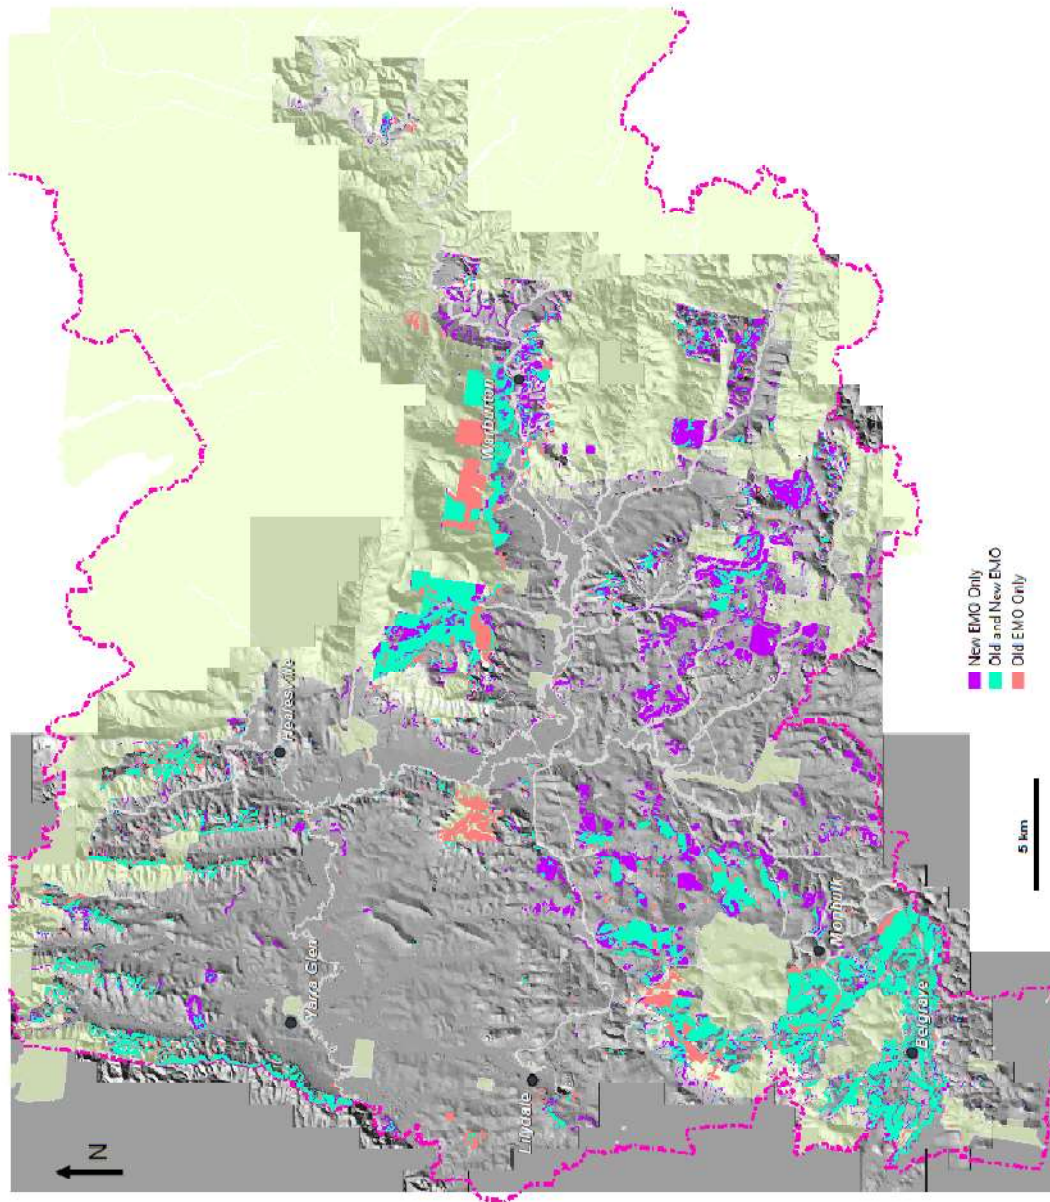 Warburton
Healesville
Yarra Glen
Lilydale
Monbulk
Belgrave
N
New EMO Only
Old and New EMO
Old EMO Only
5 km